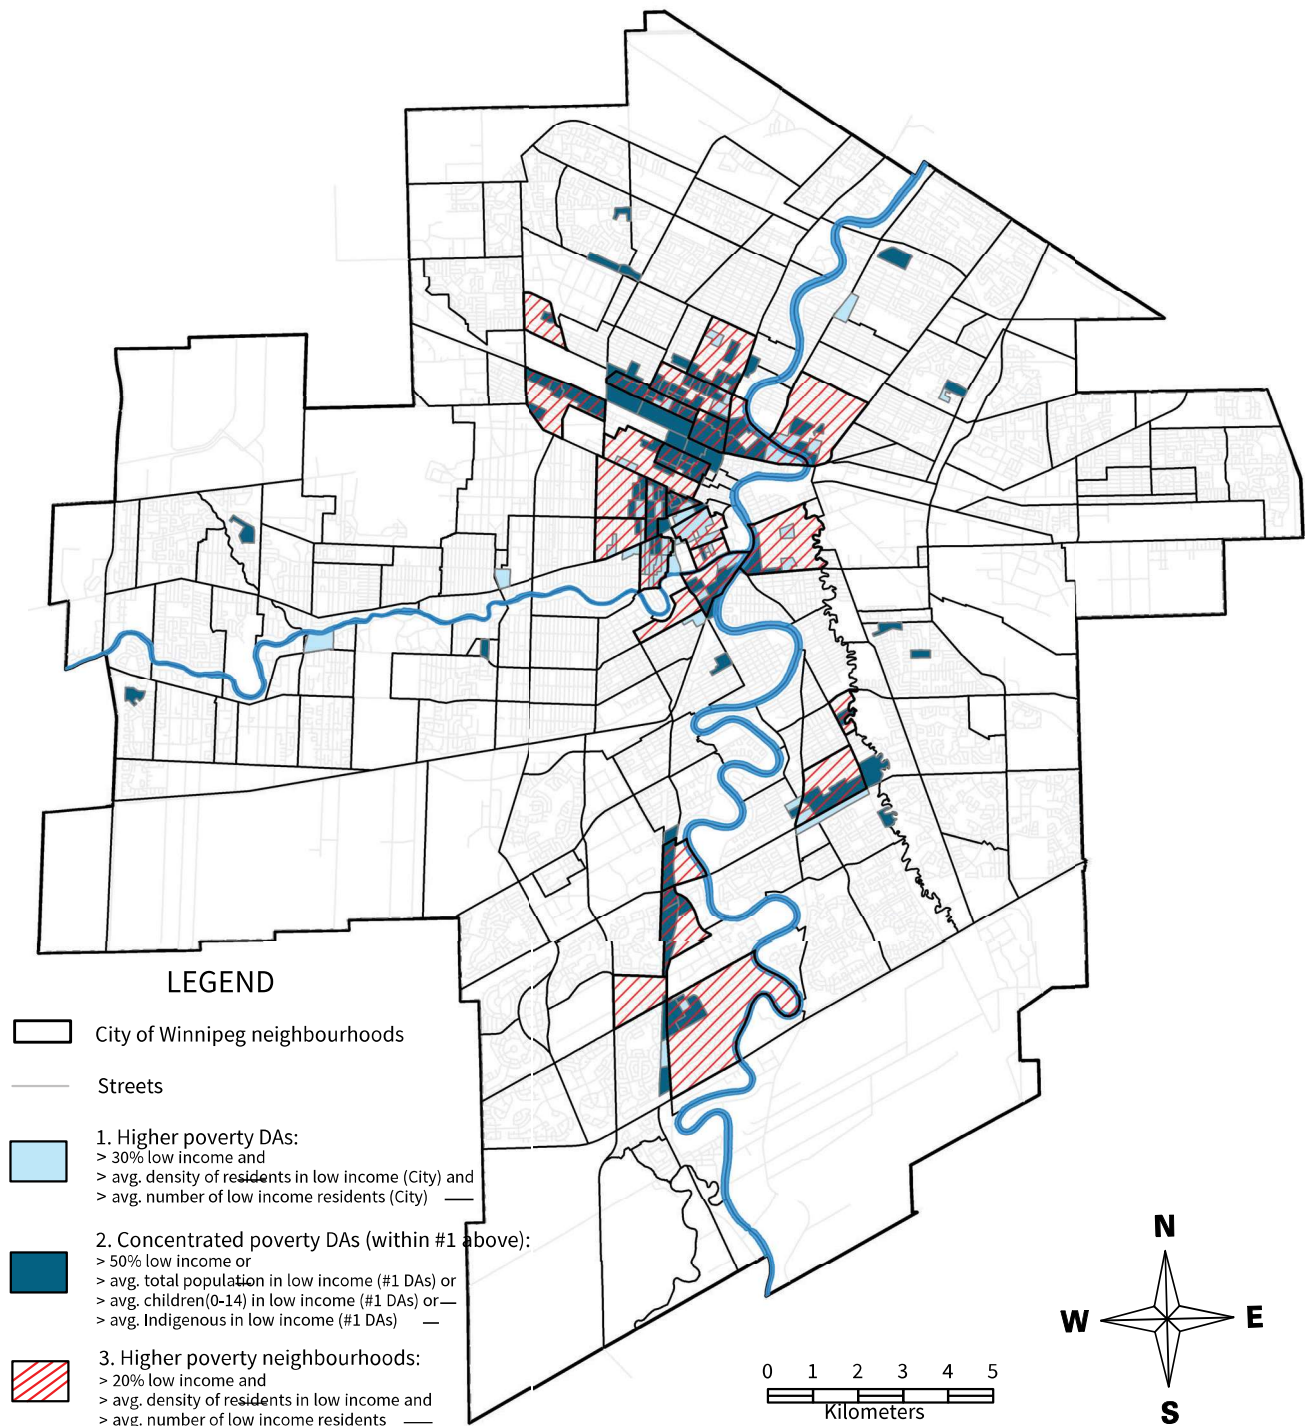 LEGEND
City of Winnipeg neighbourhoods
Streets
1. Higher poverty DAs:
> 30% low income and
> avg. density of residents in low income (City) and
> avg. number of low income residents (City)
2. Concentrated poverty DAs (within #1 above):
> 50% low income or
> avg. total population in low income (#1 DAs) or
> avg. children(0-14) in low income (#1 DAs) or
> avg. Indigenous in low income (#1 DAs)
3. Higher poverty neighbourhoods:
> 20% low income and
> avg. density of residents in low income and
> avg. number of low income residents
0 1 2 3 4 5
Kilometers
N
W E
S